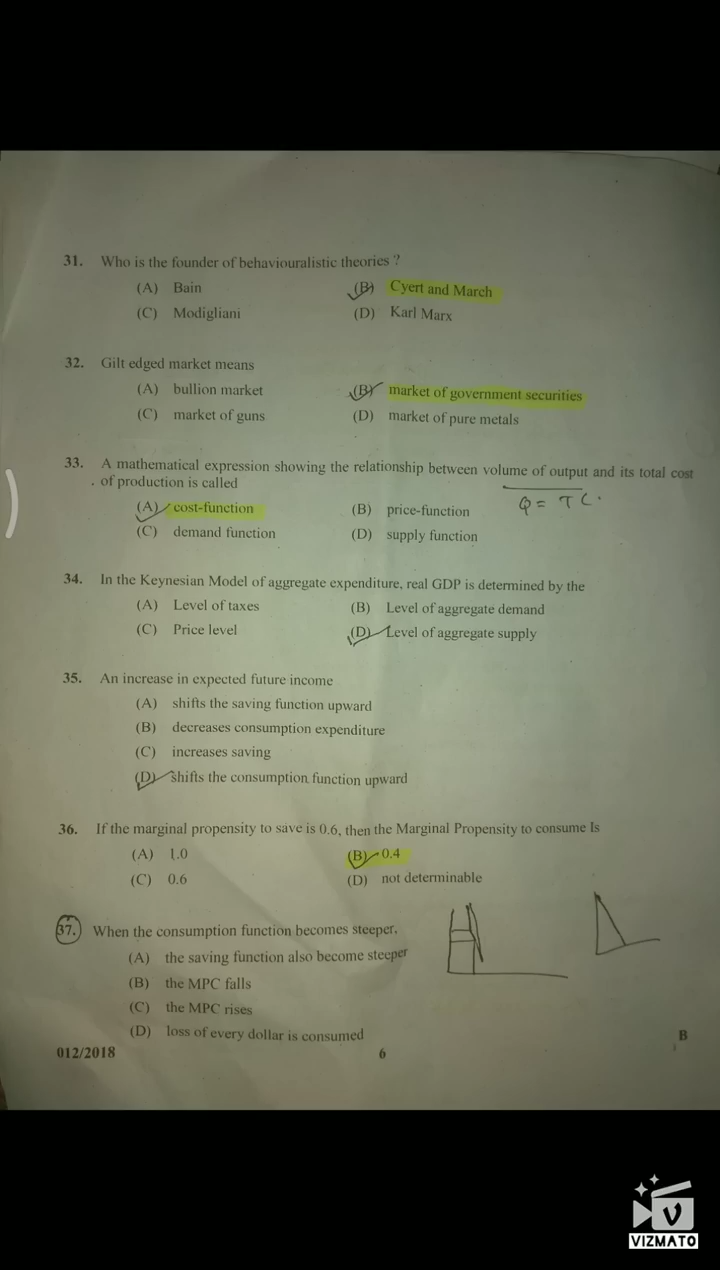 31. Who is the founder of behaviouralistic theories ?
(A) Bain (B) Cyert and March
(C) Modigliani (D) Karl Marx
32. Gilt edged market means
(A) bullion market (B) market of government securities
(C) market of guns (D) market of pure metals
33. A mathematical expression showing the relationship between volume of output and its total cost
of production is called
(A) cost-function (B) price-function Q = TC.
(C) demand function (D) supply function
34. In the Keynesian Model of aggregate expenditure, real GDP is determined by the
(A) Level of taxes (B) Level of aggregate demand
(C) Price level (D) Level of aggregate supply
35. An increase in expected future income
(A) shifts the saving function upward
(B) decreases consumption expenditure
(C) increases saving
(D) shifts the consumption function upward
36. If the marginal propensity to save is 0.6, then the Marginal Propensity to consume Is
(A) 1.0 (B) 0.4
(C) 0.6 (D) not determinable
37. When the consumption function becomes steeper,
(A) the saving function also become steeper
(B) the MPC falls
(C) the MPC rises
(D) loss of every dollar is consumed
012/2018 6 B
V
VIZMATO